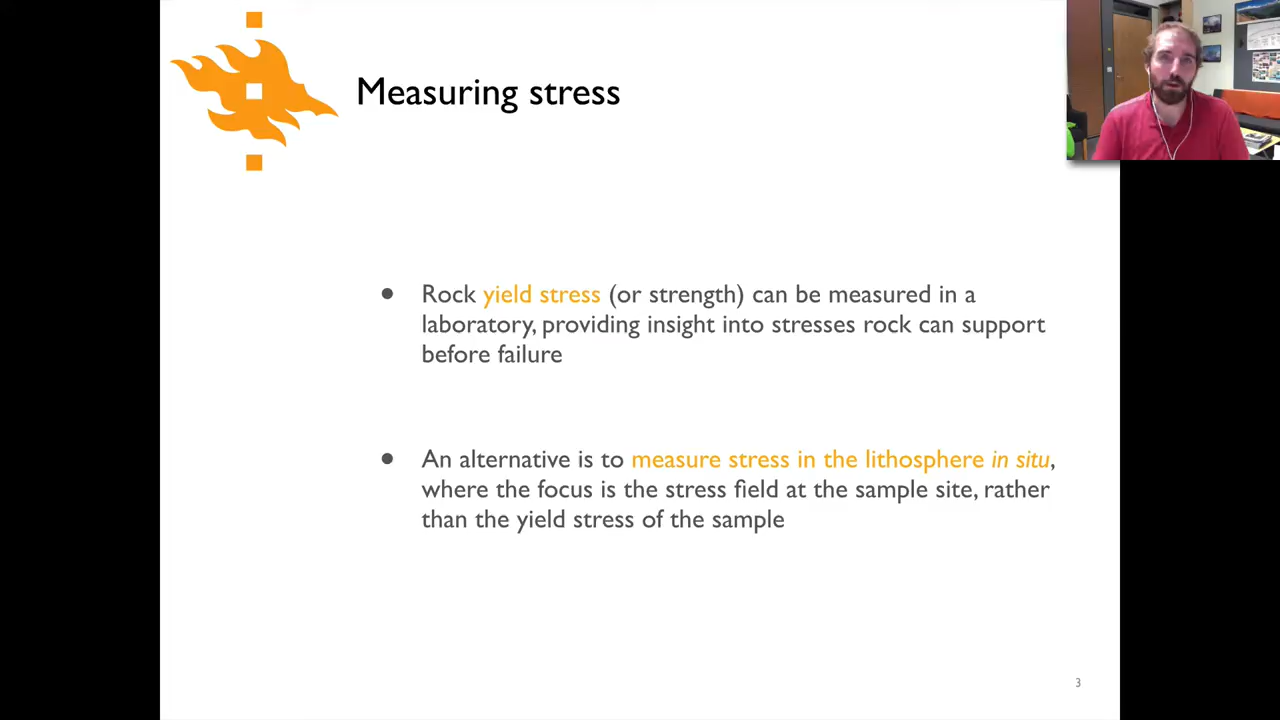 Measuring stress
● Rock yield stress (or strength) can be measured in a
laboratory, providing insight into stresses rock can support
before failure
● An alternative is to measure stress in the lithosphere in situ,
where the focus is the stress field at the sample site, rather
than the yield stress of the sample
3